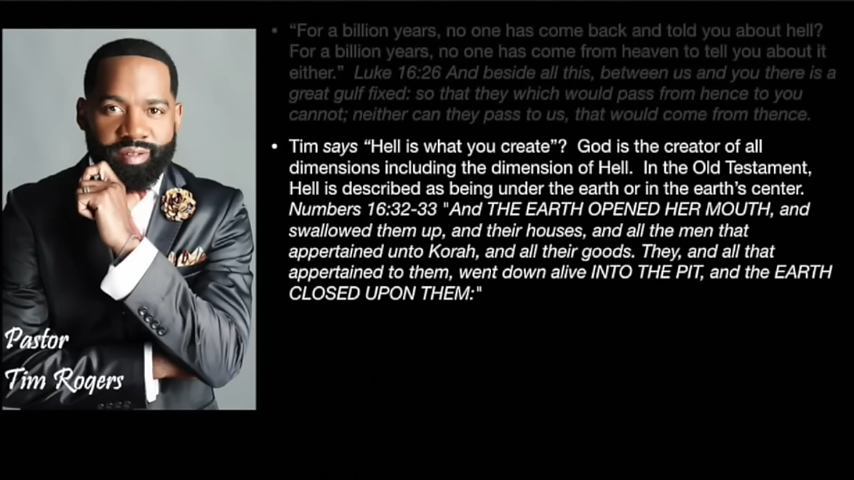 • “For a billion years, no one has come back and told you about hell?
For a billion years, no one has come from heaven to tell you about it
either.” Luke 16:26 And beside all this, between us and you there is a
great gulf fixed: so that they which would pass from hence to you
cannot; neither can they pass to us, that would come from thence.
• Tim says “Hell is what you create”? God is the creator of all
dimensions including the dimension of Hell. In the Old Testament,
Hell is described as being under the earth or in the earth’s center.
Numbers 16:32-33 "And THE EARTH OPENED HER MOUTH, and
swallowed them up, and their houses, and all the men that
appertained unto Korah, and all their goods. They, and all that
appertained to them, went down alive INTO THE PIT, and the EARTH
CLOSED UPON THEM:"
Pastor
Tim Rogers